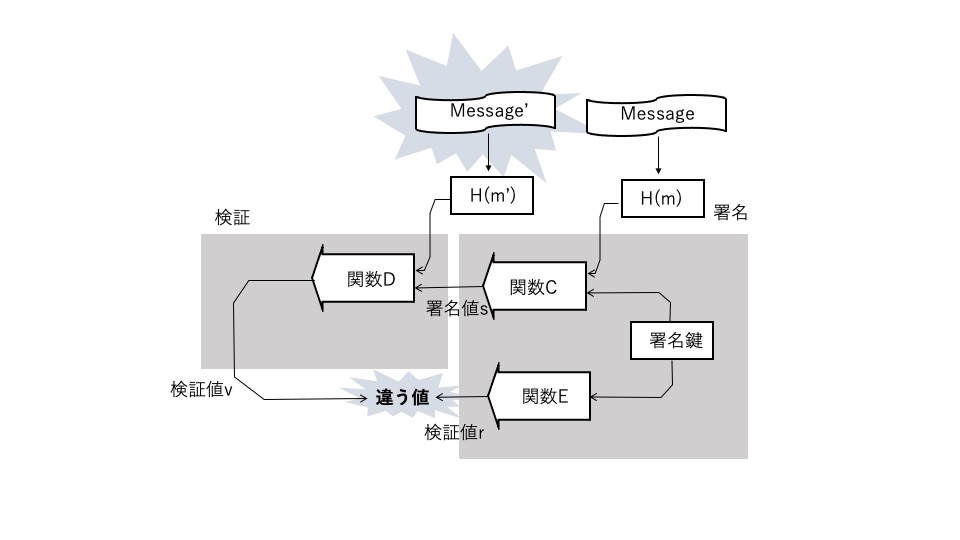 Message’
Message
H(m’)
H(m)
検証
署名
関数D
関数C
署名値s
署名鍵
検証値v
違う値
関数E
検証値r